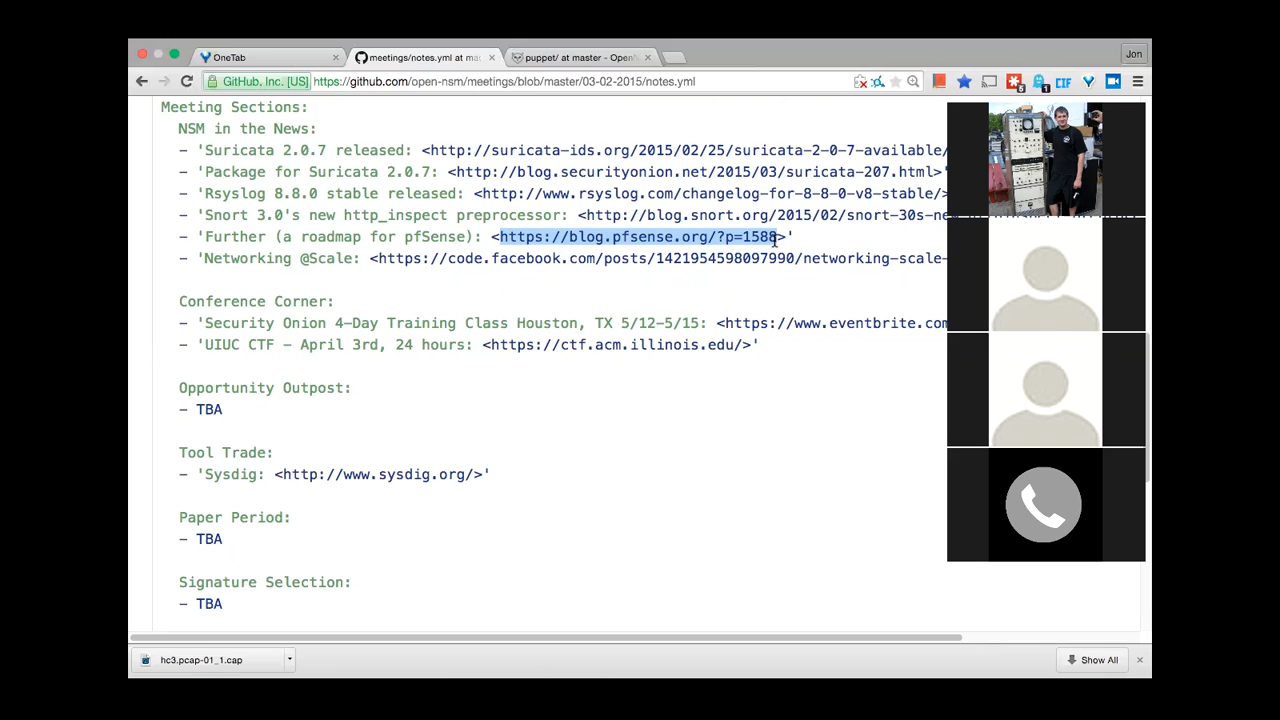 OneTab
meetings/notes.yml at ma
puppet/ at master - OpenN
Jon
GitHub, Inc. [US]
https://github.com/open-nsm/meetings/blob/master/03-02-2015/notes.yml
CIF
Meeting Sections:
NSM in the News:
- 'Suricata 2.0.7 released: <http://suricata-ids.org/2015/02/25/suricata-2-0-7-available/
- 'Package for Suricata 2.0.7: <http://blog.securityonion.net/2015/03/suricata-207.html>'
- 'Rsyslog 8.8.0 stable released: <http://www.rsyslog.com/changelog-for-8-8-0-v8-stable/>
- 'Snort 3.0's new http_inspect preprocessor: <http://blog.snort.org/2015/02/snort-30s-ne
- 'Further (a roadmap for pfSense): <https://blog.pfsense.org/?p=1588>'
- 'Networking @Scale: <https://code.facebook.com/posts/1421954598097990/networking-scale-
Conference Corner:
- 'Security Onion 4-Day Training Class Houston, TX 5/12-5/15: <https://www.eventbrite.com
- 'UIUC CTF - April 3rd, 24 hours: <https://ctf.acm.illinois.edu/>'
Opportunity Outpost:
- TBA
Tool Trade:
- 'Sysdig: <http://www.sysdig.org/>'
Paper Period:
- TBA
Signature Selection:
- TBA
hc3.pcap-01_1.cap
Show All